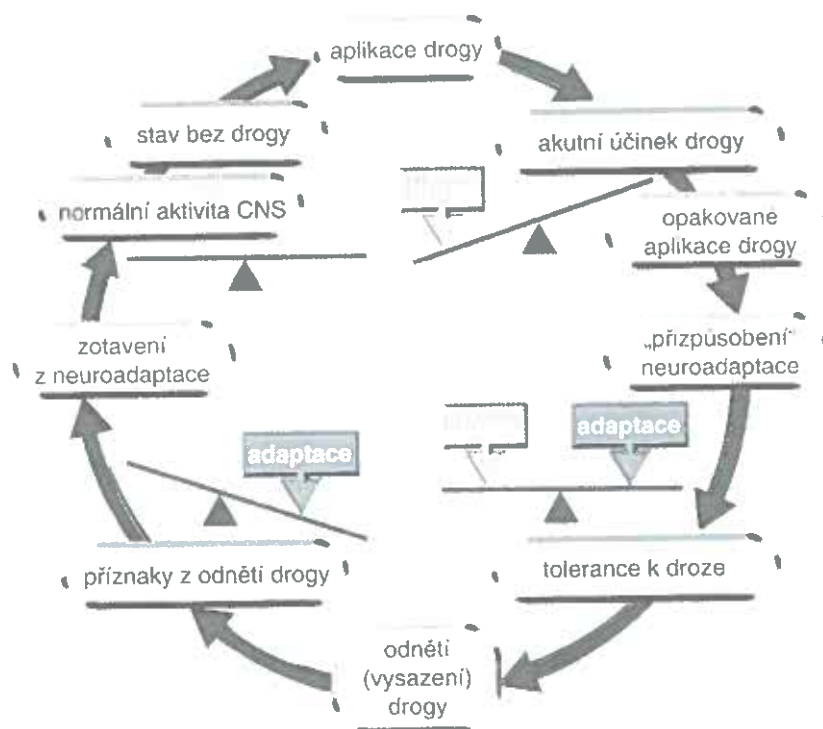 aplikace drogy
akutní účinek drogy
opakované
aplikace drogy
„přizpůsobení“
neuroadaptace
tolerance k droze
odnětí
(vysazení)
drogy
příznaky z odnětí drogy
zotavení
z neuroadaptace
normální aktivita CNS
stav bez drogy
adaptace
adaptace